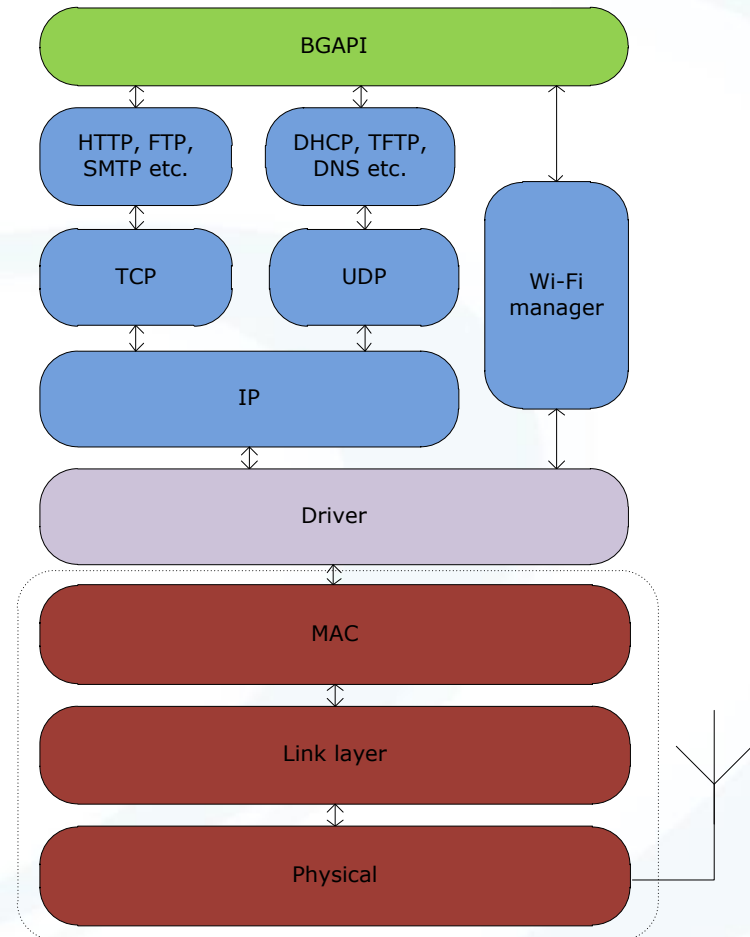 BGAPI
HTTP, FTP,
SMTP etc.
DHCP, TFTP,
DNS etc.
TCP
UDP
Wi-Fi
manager
IP
Driver
MAC
Link layer
Physical